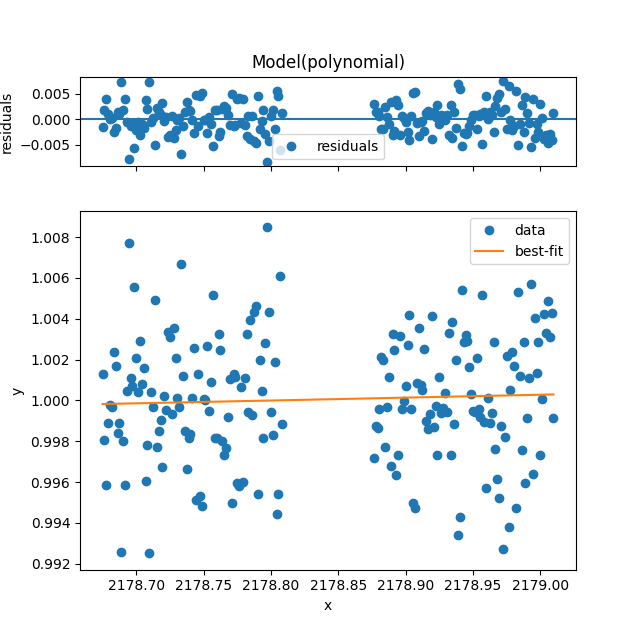 Model(polynomial)
residuals
0.005
0.000
−0.005
residuals
y
1.008
1.006
1.004
1.002
1.000
0.998
0.996
0.994
0.992
data
best-fit
2178.70 2178.75 2178.80 2178.85 2178.90 2178.95 2179.00
x